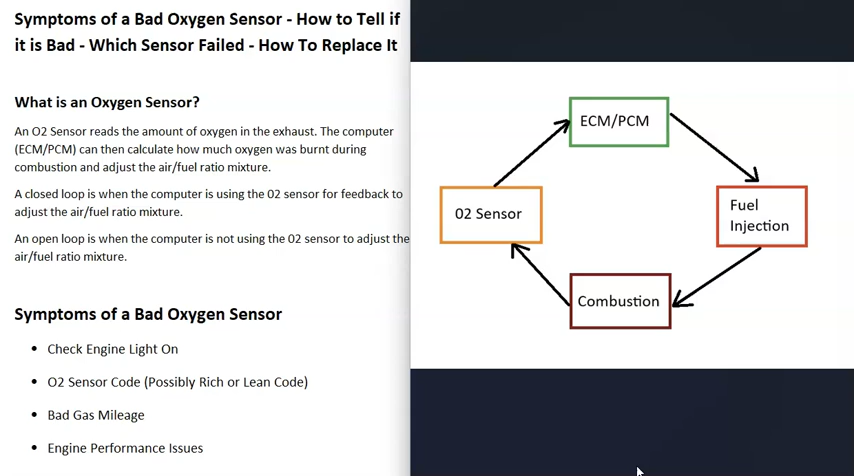 Symptoms of a Bad Oxygen Sensor - How to Tell if
it is Bad - Which Sensor Failed - How To Replace It
What is an Oxygen Sensor?
An O2 Sensor reads the amount of oxygen in the exhaust. The computer
(ECM/PCM) can then calculate how much oxygen was burnt during
combustion and adjust the air/fuel ratio mixture.
A closed loop is when the computer is using the 02 sensor for feedback to
adjust the air/fuel ratio mixture.
An open loop is when the computer is not using the 02 sensor to adjust the
air/fuel ratio mixture.
Symptoms of a Bad Oxygen Sensor
• Check Engine Light On
• O2 Sensor Code (Possibly Rich or Lean Code)
• Bad Gas Mileage
• Engine Performance Issues
ECM/PCM
02 Sensor
Fuel
Injection
Combustion